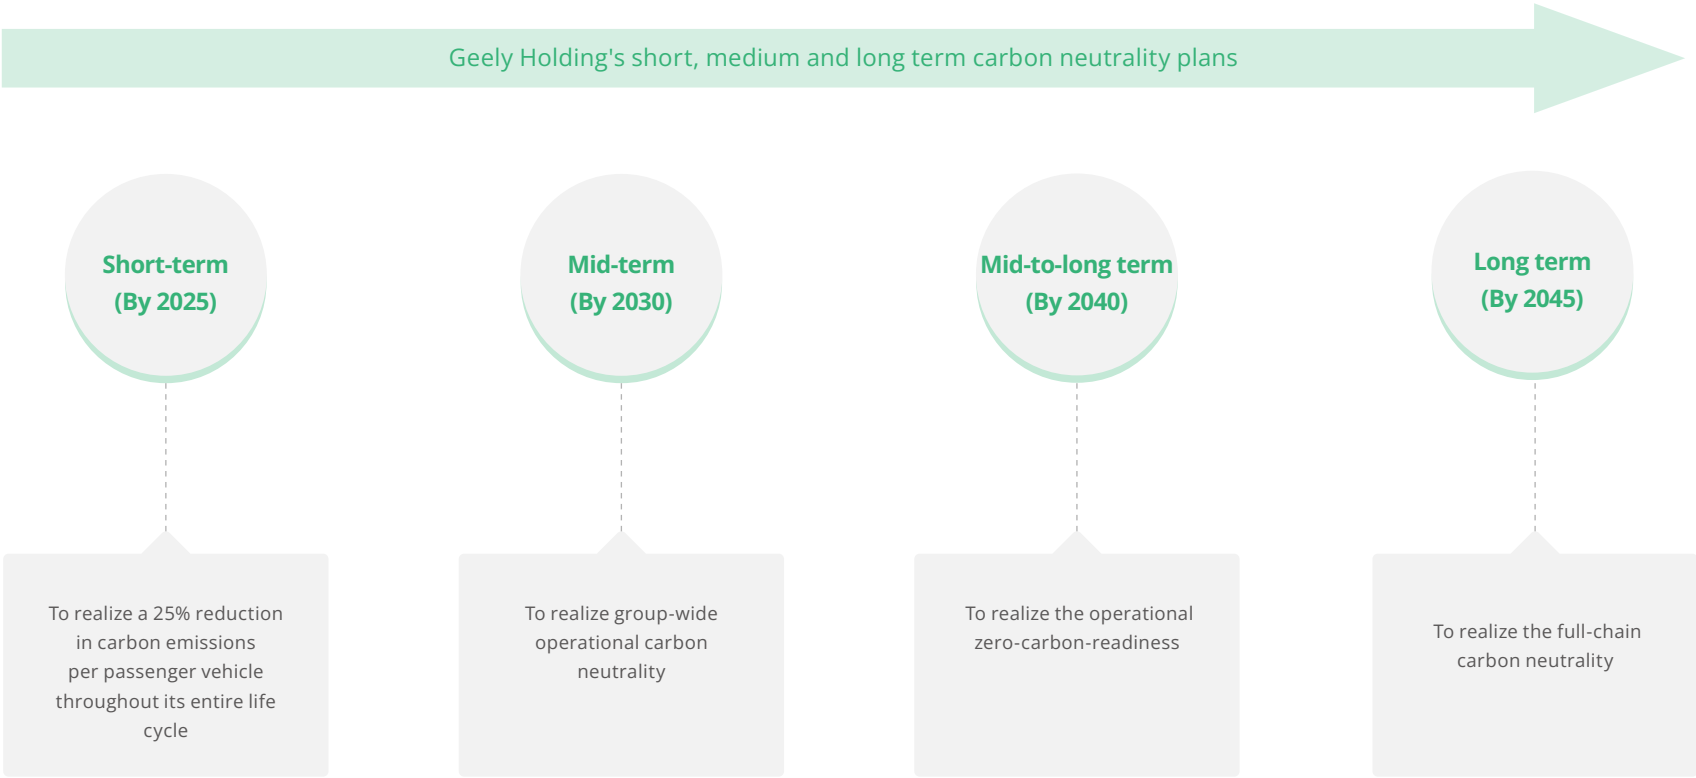 Geely Holding's short, medium and long term carbon neutrality plans
Short-term
(By 2025)
To realize a 25% reduction
in carbon emissions
per passenger vehicle
throughout its entire life
cycle
Mid-term
(By 2030)
To realize group-wide
operational carbon
neutrality
Mid-to-long term
(By 2040)
To realize the operational
zero-carbon-readiness
Long term
(By 2045)
To realize the full-chain
carbon neutrality